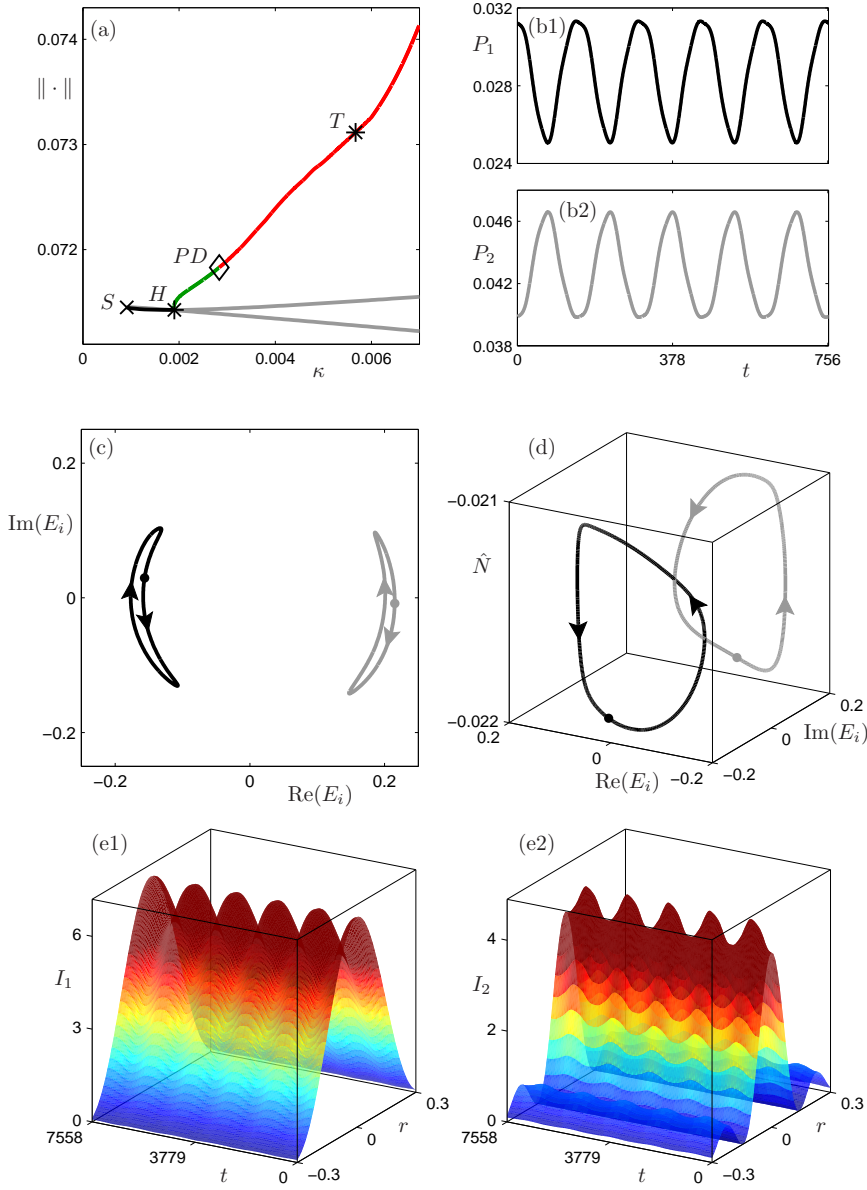 (a)
0.074
‖ · ‖
0.073
0.072
T
PD
H
S
0
0.002
0.004
0.006
κ
(b1)
0.032
P₁
0.028
0.024
(b2)
0.046
P₂
0.042
0.038
0
378
756
t
(c)
0.2
Im(Eᵢ)
0
−0.2
−0.2
0
0.2
Re(Eᵢ)
(d)
−0.021
N̂
−0.022
0.2
0
−0.2
Re(Eᵢ)
−0.2
0
0.2
Im(Eᵢ)
(e1)
6
I₁
3
0
7558
3779
0
t
−0.3
0
0.3
r
(e2)
4
I₂
2
0
7558
3779
0
t
−0.3
0
0.3
r